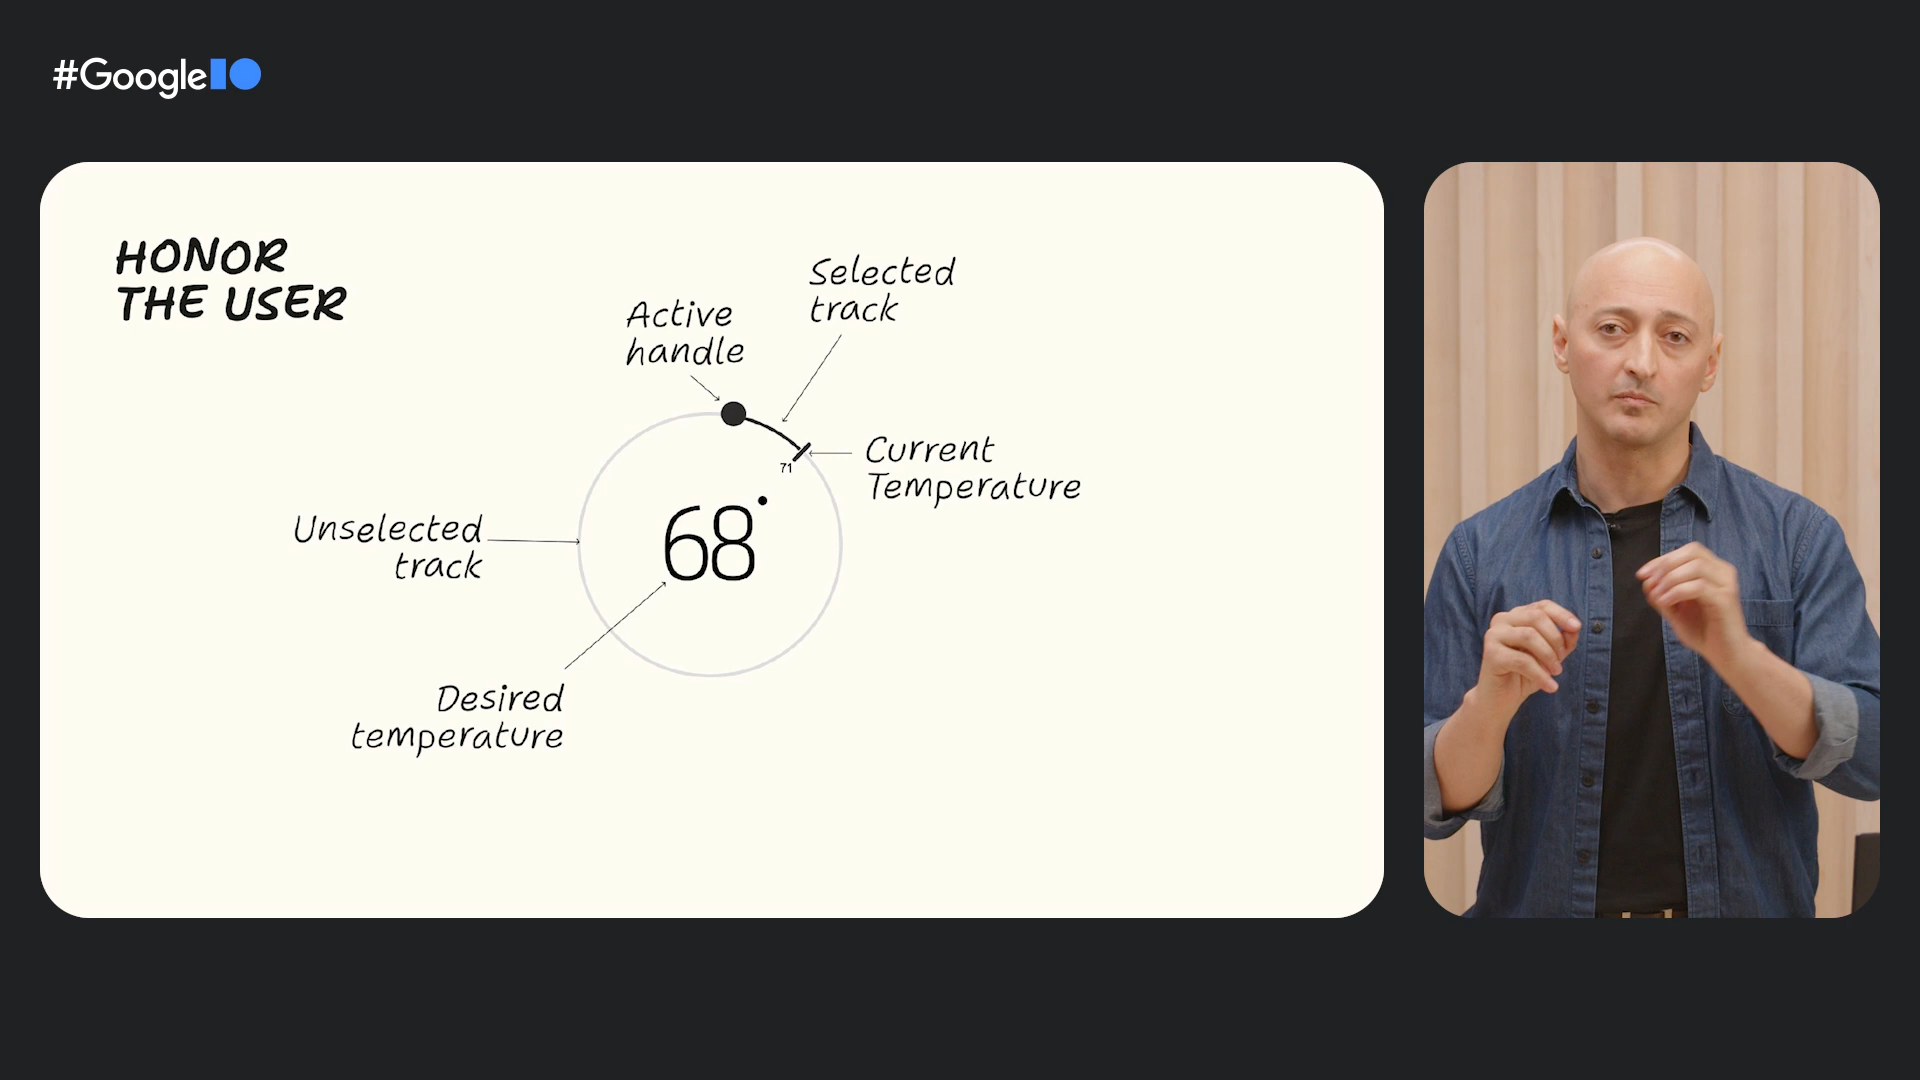 #GoogleIO
HONOR
THE USER
Selected
track
Active
handle
Current
Temperature
71
68°
Unselected
track
Desired
temperature